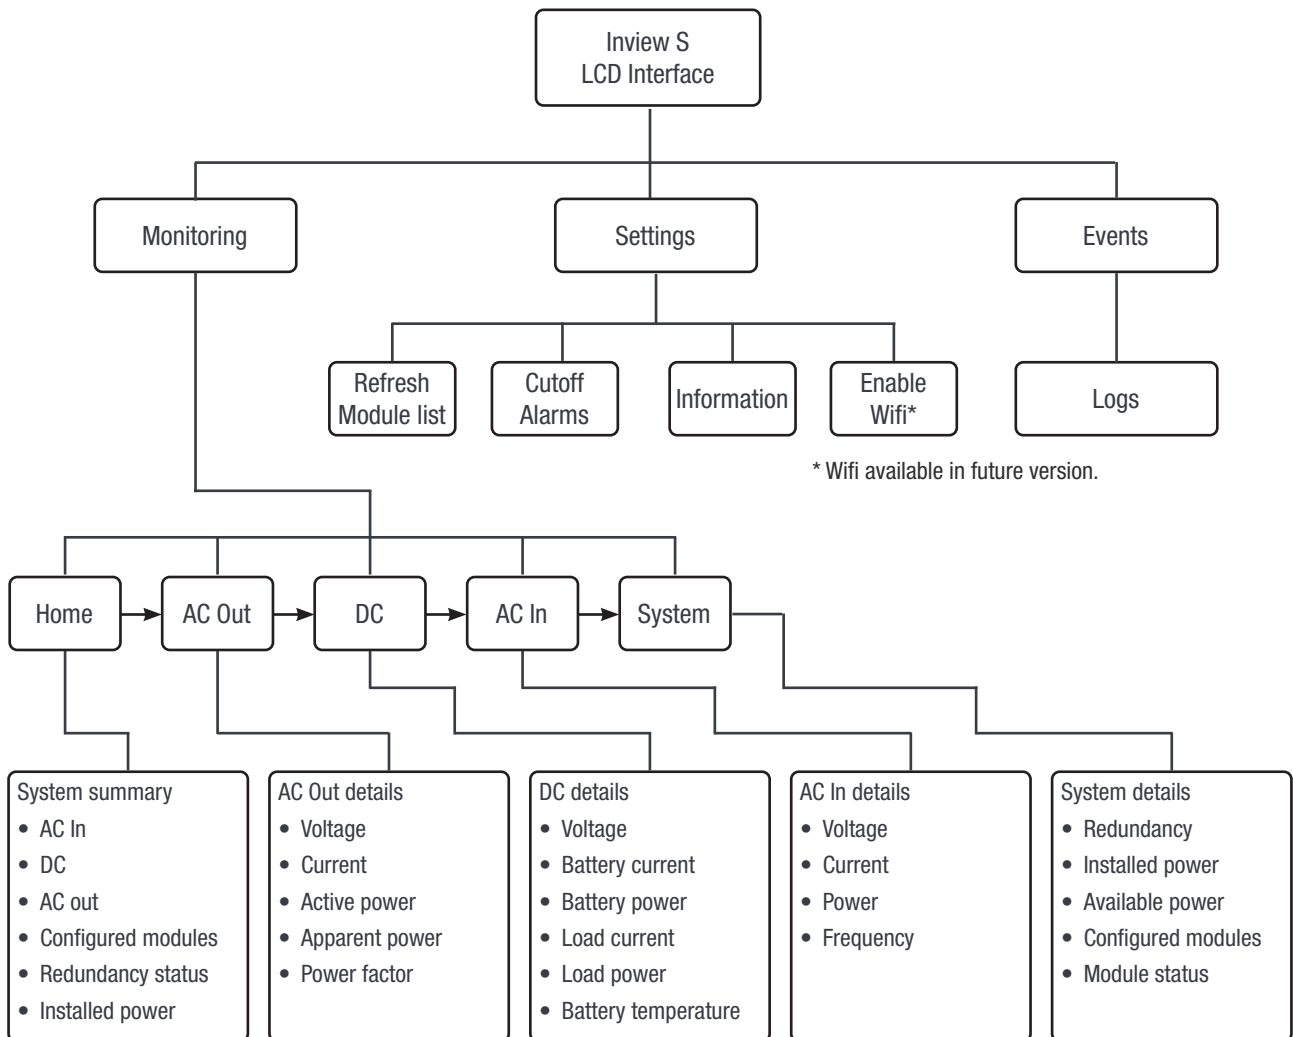 Inview S
LCD Interface
Monitoring
Settings
Events
Refresh
Module list
Cutoff
Alarms
Information
Enable
Wifi*
Logs
* Wifi available in future version.
Home
AC Out
DC
AC In
System
System summary
• AC In
• DC
• AC out
• Configured modules
• Redundancy status
• Installed power
AC Out details
• Voltage
• Current
• Active power
• Apparent power
• Power factor
DC details
• Voltage
• Battery current
• Battery power
• Load current
• Load power
• Battery temperature
AC In details
• Voltage
• Current
• Power
• Frequency
System details
• Redundancy
• Installed power
• Available power
• Configured modules
• Module status